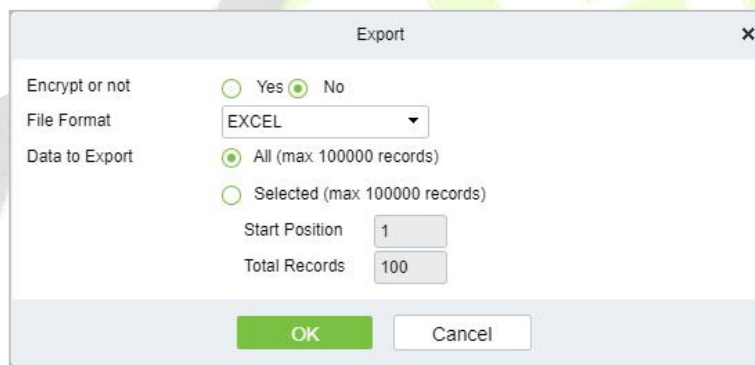 Export
Encrypt or not Yes No
File Format EXCEL
Data to Export All (max 100000 records)
Selected (max 100000 records)
Start Position 1
Total Records 100
OK Cancel